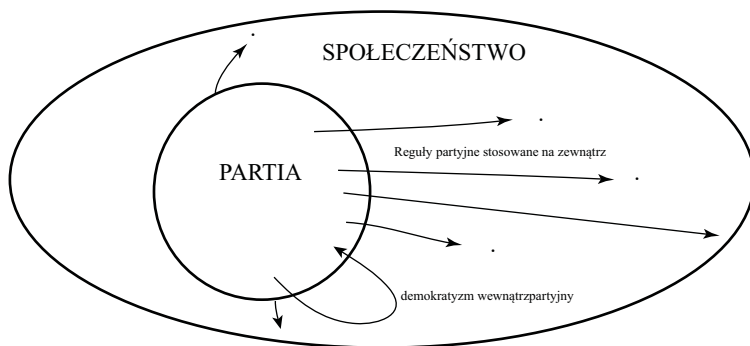 SPOŁECZEŃSTWO
Reguły partyjne stosowane na zewnątrz
PARTIA
demokratyzm wewnątrzpartyjny